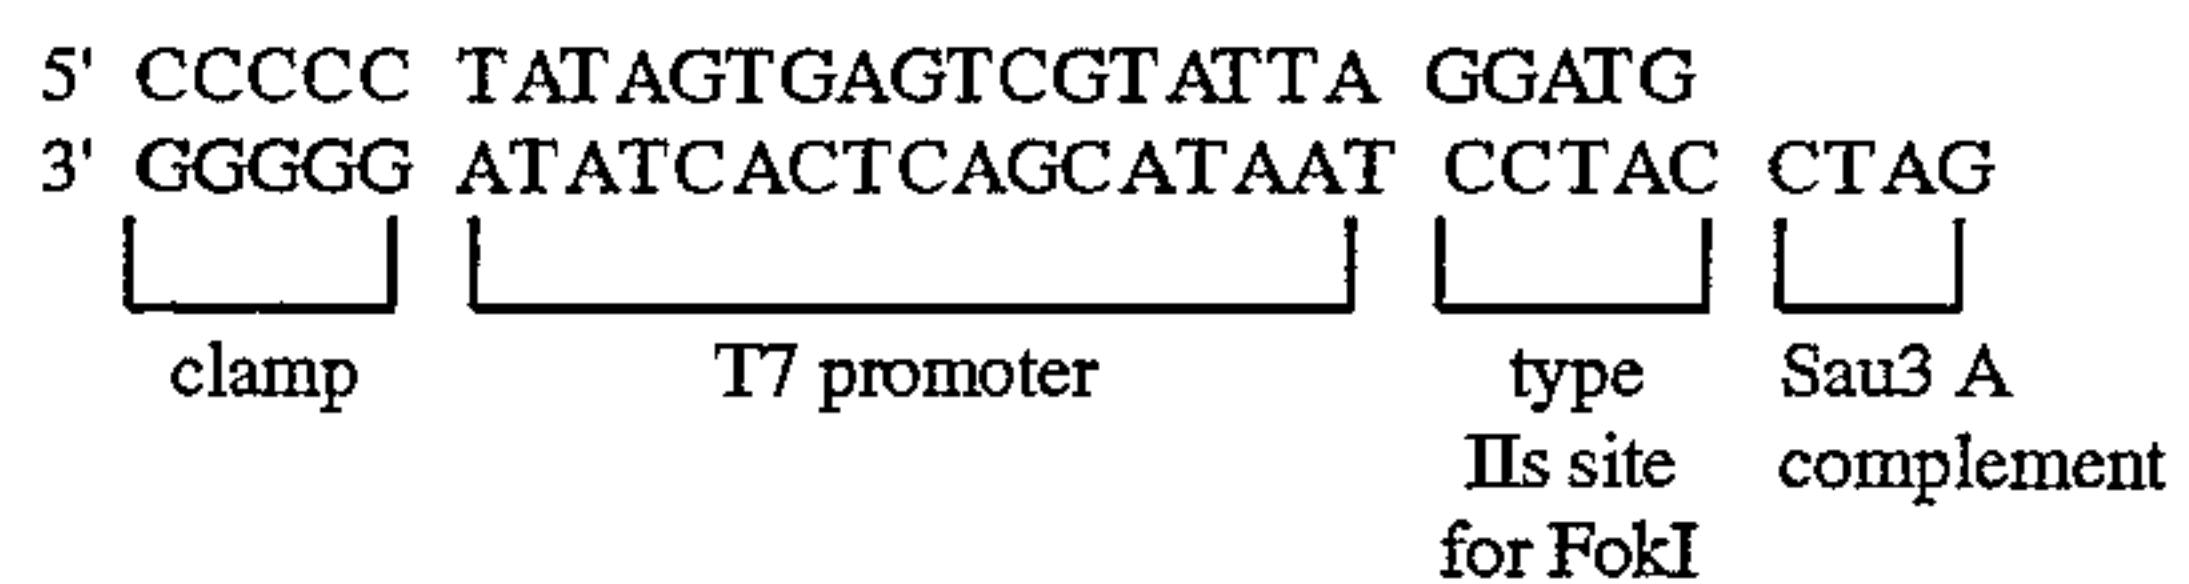 5' CCCCC TATAGTGAGTCGTATTA GGATG
3' GGGGG ATATCACTCAGCATAAT CCTAC CTAG
clamp T7 promoter type Sau3 A
IIs site complement
for FokI